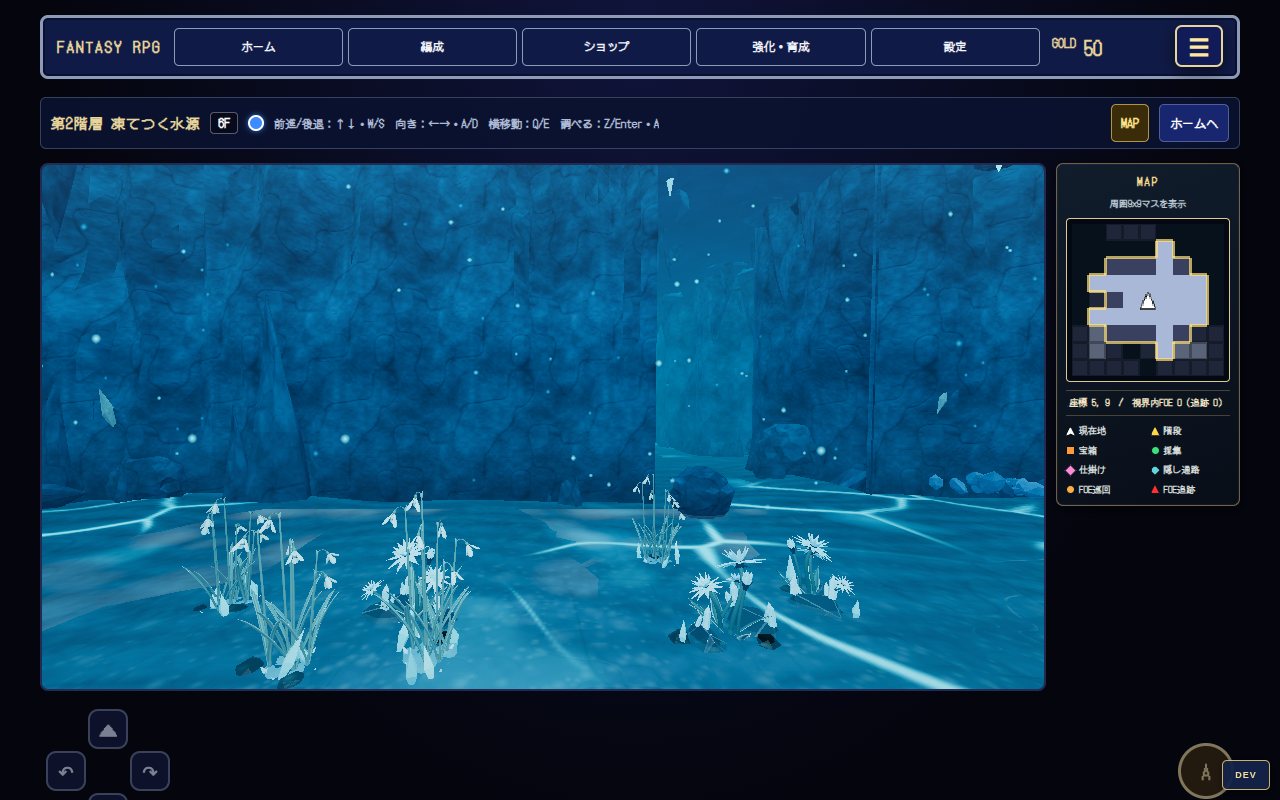 FANTASY RPG ホーム 編成 ショップ 強化・育成 設定 GOLD 50
第2階層 凍てつく水源 6F 前進/後退：↑↓・W/S 向き：←→・A/D 横移動：Q/E 調べる：Z/Enter・A MAP ホームへ
MAP
周囲9x9マスを表示
座標 5, 9 / 視界内FOE 0（追跡 0）
現在地 階段
宝箱 採集
仕掛け 隠し通路
FOE巡回 FOE追跡
A DEV